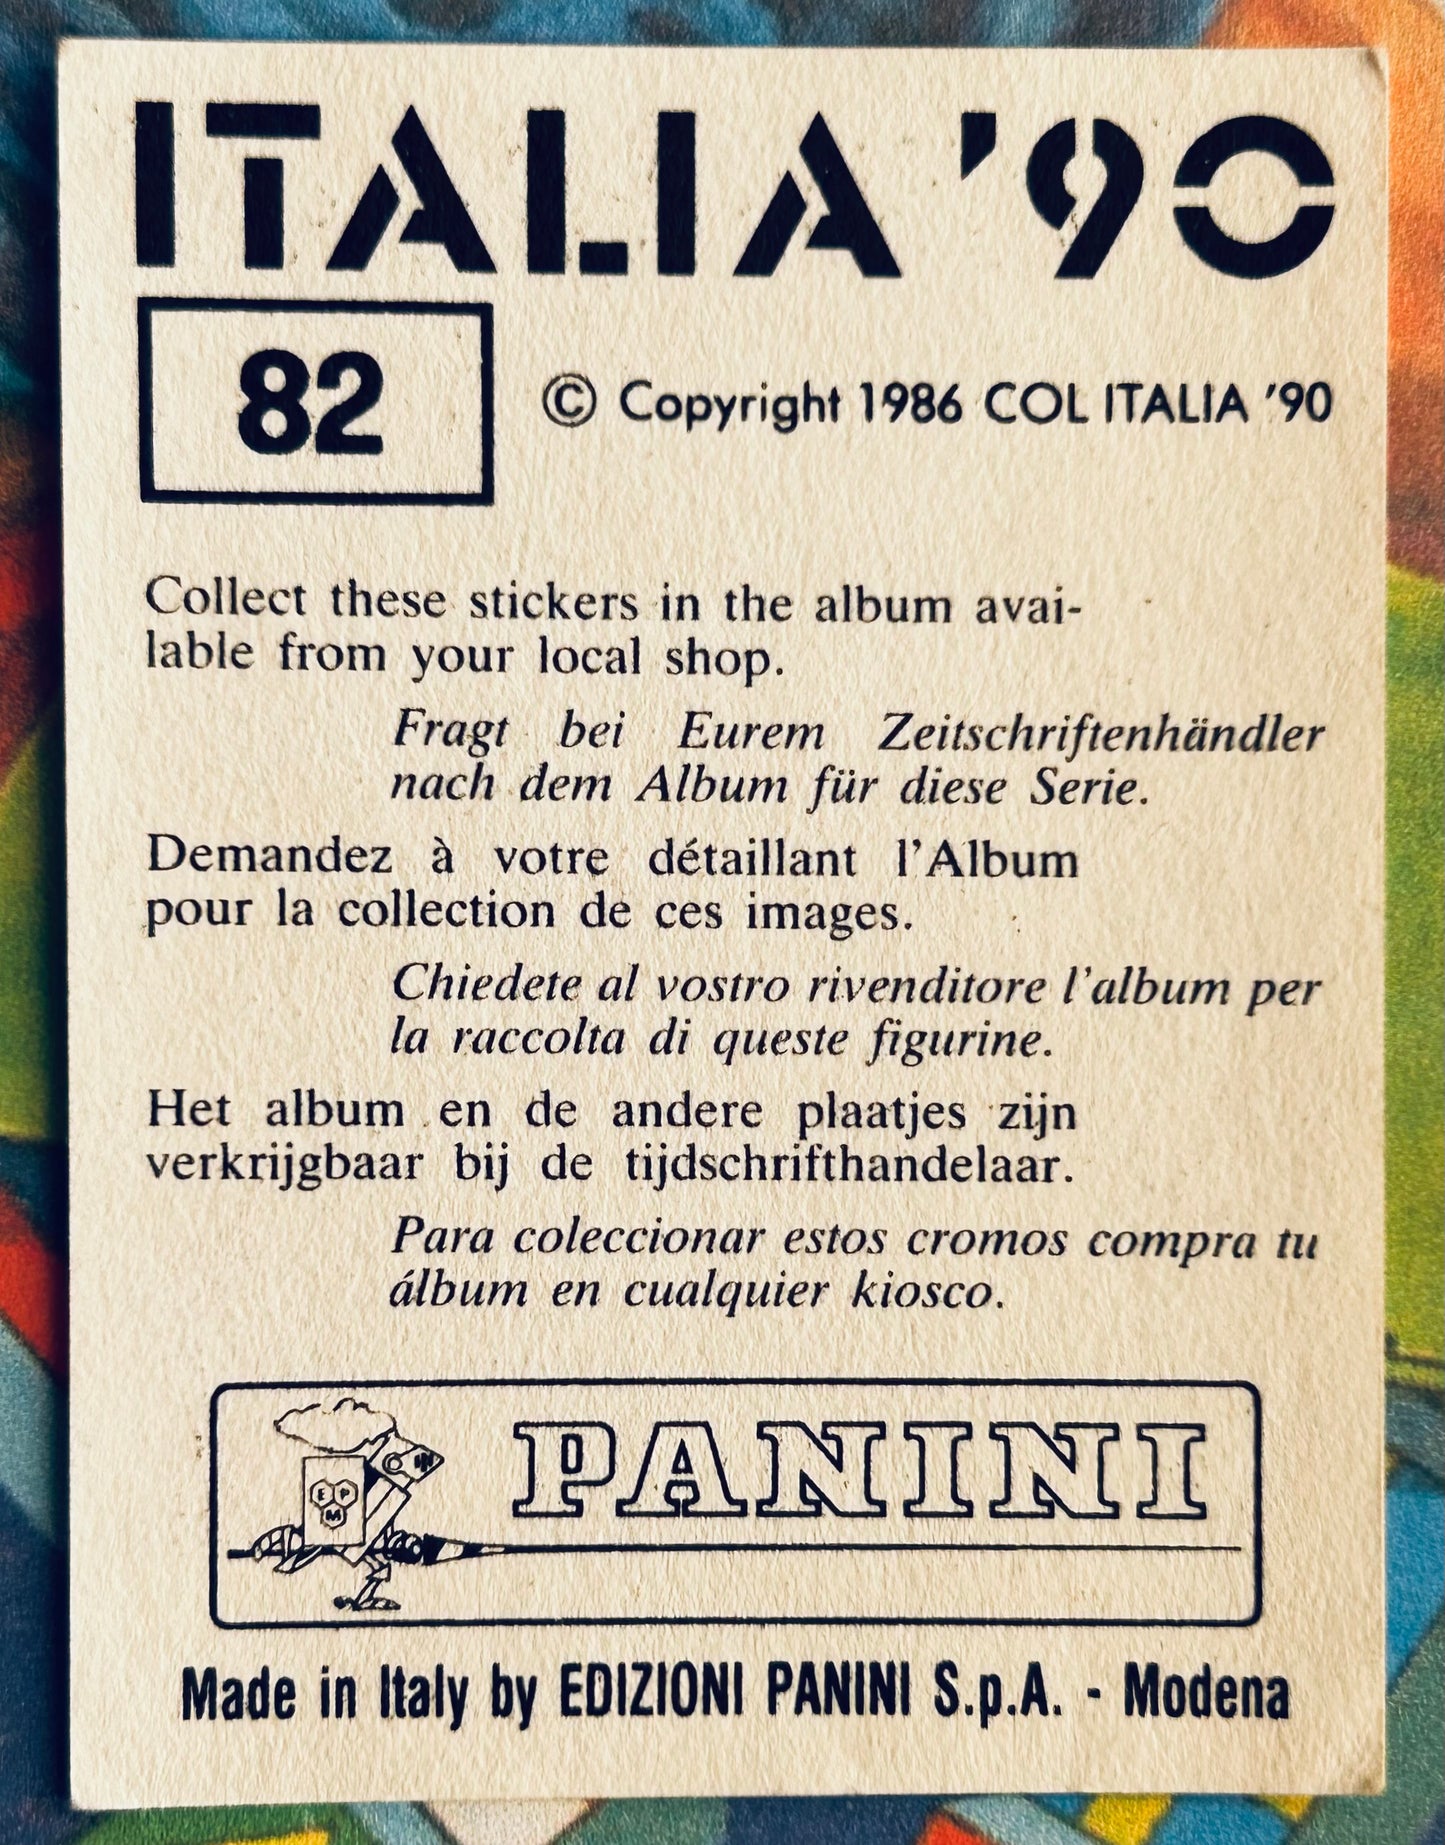 ITALIA '90
82
© Copyright 1986 COL ITALIA '90
Collect these stickers in the album avai-
lable from your local shop.
Fragt bei Eurem Zeitschriftenhändler
nach dem Album für diese Serie.
Demandez à votre détaillant l'Album
pour la collection de ces images.
Chiedete al vostro rivenditore l'album per
la raccolta di queste figurine.
Het album en de andere plaatjes zijn
verkrijgbaar bij de tijdschrifthandelaar.
Para coleccionar estos cromos compra tu
álbum en cualquier kiosco.
E P
M
PANINI
Made in Italy by EDIZIONI PANINI S.p.A. - Modena